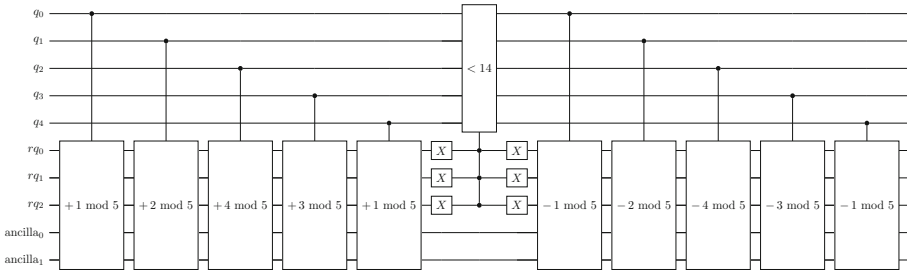 q₀
q₁
q₂
< 14
q₃
q₄
rq₀ X X
rq₁ X X
rq₂ +1 mod 5 +2 mod 5 +4 mod 5 +3 mod 5 +1 mod 5 X X −1 mod 5 −2 mod 5 −4 mod 5 −3 mod 5 −1 mod 5
ancilla₀
ancilla₁